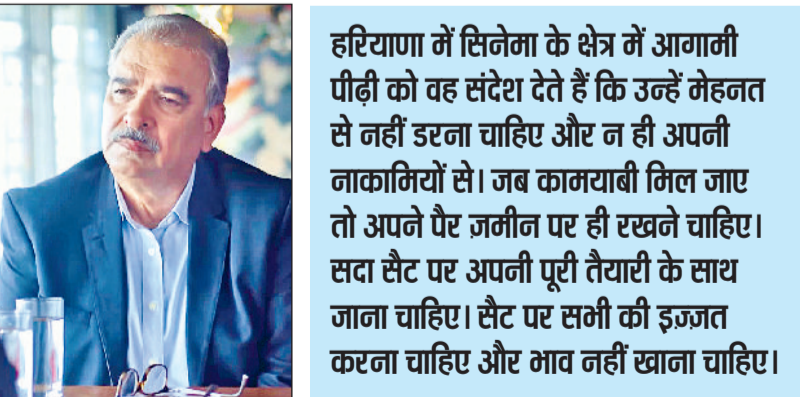 हरियाणा में सिनेमा के क्षेत्र में आगामी
पीढ़ी को वह संदेश देते हैं कि उन्हें मेहनत
से नहीं डरना चाहिए और न ही अपनी
नाकामियों से। जब कामयाबी मिल जाए
तो अपने पैर ज़मीन पर ही रखने चाहिए।
सदा सैट पर अपनी पूरी तैयारी के साथ
जाना चाहिए। सैट पर सभी की इज़्ज़त
करना चाहिए और भाव नहीं खाना चाहिए।